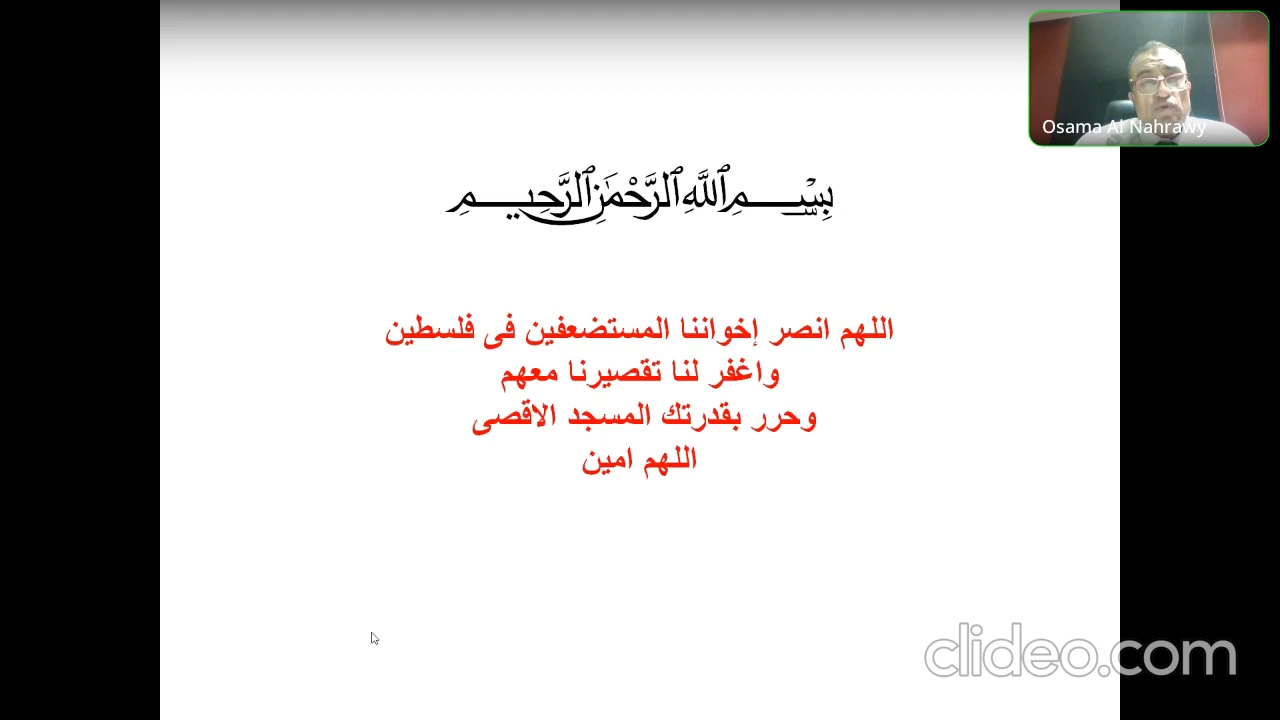 Osama Al Nahrawy
بِسْمِ ٱللَّهِ ٱلرَّحْمَٰنِ ٱلرَّحِيمِ
اللهم انصر إخواننا المستضعفين فى فلسطين
واغفر لنا تقصيرنا معهم
وحرر بقدرتك المسجد الاقصى
اللهم امين
clideo.com